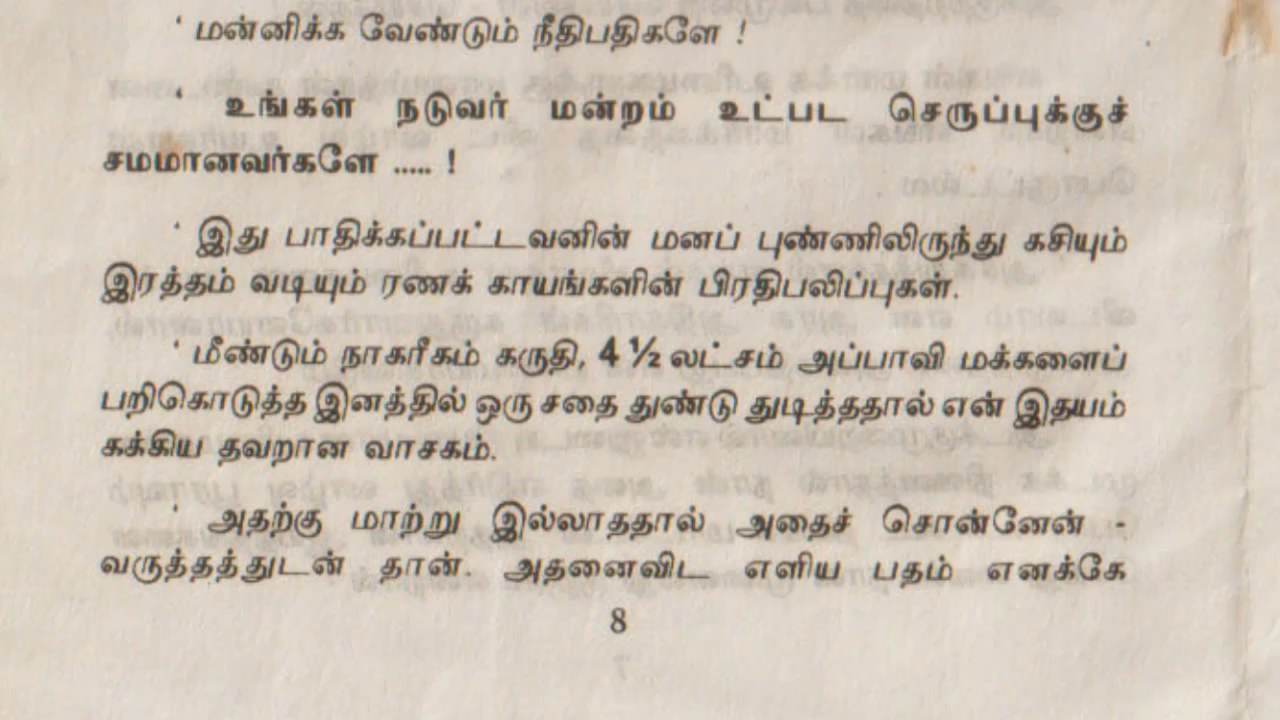 ‘ மன்னிக்க வேண்டும் நீதிபதிகளே !
‘ உங்கள் நடுவர் மன்றம் உட்பட செருப்புக்குச்
சமமானவர்களே ..... !
‘ இது பாதிக்கப்பட்டவனின் மனப் புண்ணிலிருந்து கசியும்
இரத்தம் வடியும் ரணக் காயங்களின் பிரதிபலிப்புகள்.
‘ மீண்டும் நாகரீகம் கருதி, 4 ½ லட்சம் அப்பாவி மக்களைப்
பறிகொடுத்த இனத்தில் ஒரு சதை துண்டு துடித்ததால் என் இதயம்
கக்கிய தவறான வாசகம்.
‘ அதற்கு மாற்று இல்லாததால் அதைச் சொன்னேன் -
வருத்தத்துடன் தான். அதனைவிட எளிய பதம் எனக்கே
8